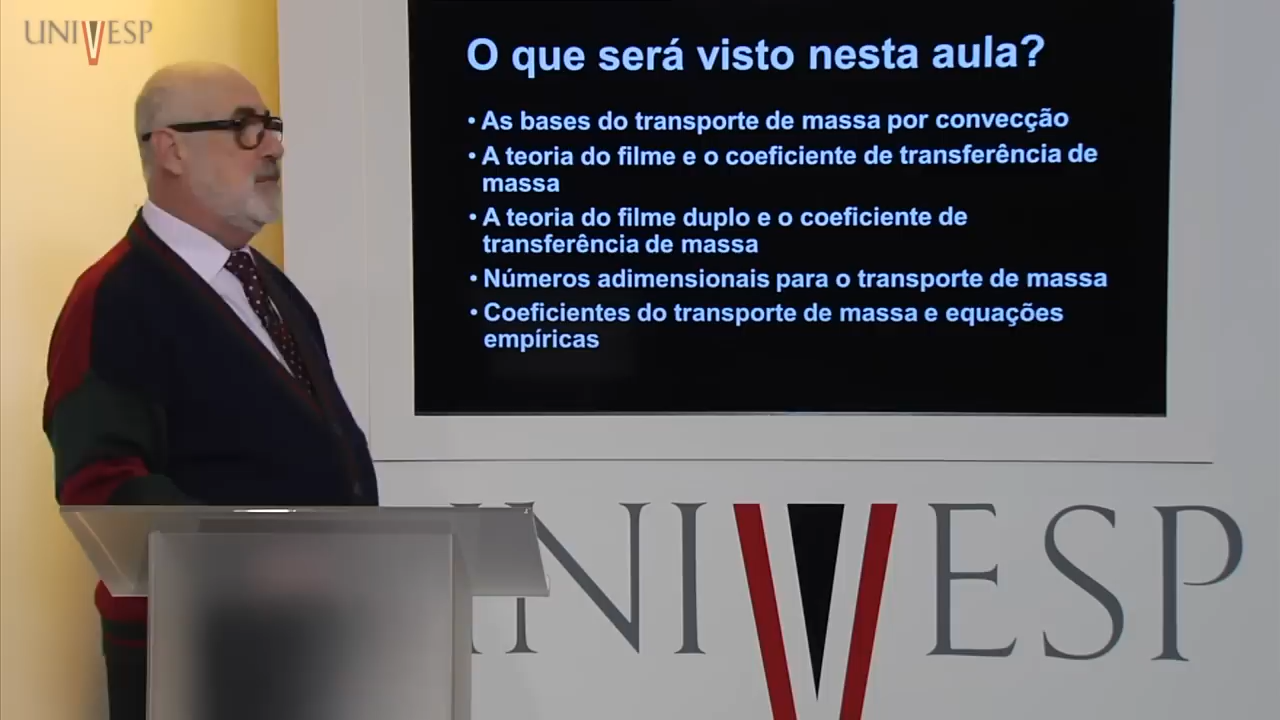 UNIVESP
O que será visto nesta aula?
• As bases do transporte de massa por convecção
• A teoria do filme e o coeficiente de transferência de
massa
• A teoria do filme duplo e o coeficiente de
transferência de massa
• Números adimensionais para o transporte de massa
• Coeficientes do transporte de massa e equações
empíricas
UNIVESP